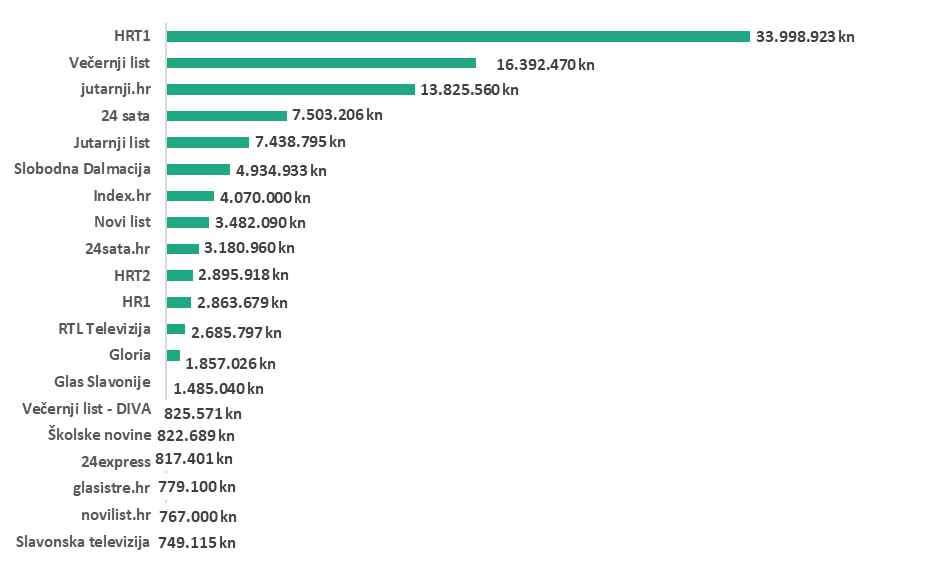 HRT1 33.998.923 kn
Večernji list 16.392.470 kn
jutarnji.hr 13.825.560 kn
24 sata 7.503.206 kn
Jutarnji list 7.438.795 kn
Slobodna Dalmacija 4.934.933 kn
Index.hr 4.070.000 kn
Novi list 3.482.090 kn
24sata.hr 3.180.960 kn
HRT2 2.895.918 kn
HR1 2.863.679 kn
RTL Televizija 2.685.797 kn
Gloria 1.857.026 kn
Glas Slavonije 1.485.040 kn
Večernji list - DIVA 825.571 kn
Školske novine 822.689 kn
24express 817.401 kn
glasistre.hr 779.100 kn
novilist.hr 767.000 kn
Slavonska televizija 749.115 kn